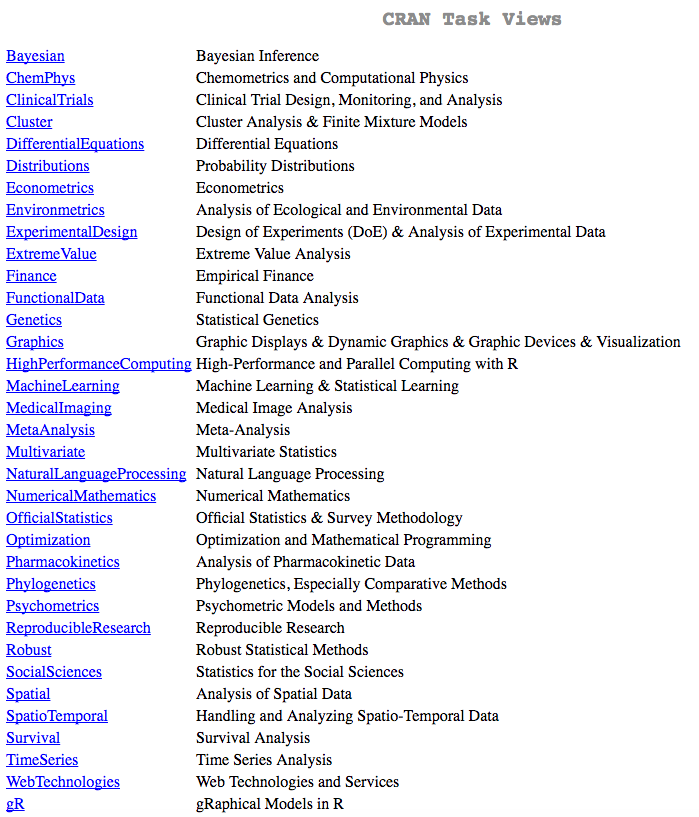 CRAN Task Views
Bayesian Bayesian Inference
ChemPhys Chemometrics and Computational Physics
ClinicalTrials Clinical Trial Design, Monitoring, and Analysis
Cluster Cluster Analysis & Finite Mixture Models
DifferentialEquations Differential Equations
Distributions Probability Distributions
Econometrics Econometrics
Environmetrics Analysis of Ecological and Environmental Data
ExperimentalDesign Design of Experiments (DoE) & Analysis of Experimental Data
ExtremeValue Extreme Value Analysis
Finance Empirical Finance
FunctionalData Functional Data Analysis
Genetics Statistical Genetics
Graphics Graphic Displays & Dynamic Graphics & Graphic Devices & Visualization
HighPerformanceComputing High-Performance and Parallel Computing with R
MachineLearning Machine Learning & Statistical Learning
MedicalImaging Medical Image Analysis
MetaAnalysis Meta-Analysis
Multivariate Multivariate Statistics
NaturalLanguageProcessing Natural Language Processing
NumericalMathematics Numerical Mathematics
OfficialStatistics Official Statistics & Survey Methodology
Optimization Optimization and Mathematical Programming
Pharmacokinetics Analysis of Pharmacokinetic Data
Phylogenetics Phylogenetics, Especially Comparative Methods
Psychometrics Psychometric Models and Methods
ReproducibleResearch Reproducible Research
Robust Robust Statistical Methods
SocialSciences Statistics for the Social Sciences
Spatial Analysis of Spatial Data
SpatioTemporal Handling and Analyzing Spatio-Temporal Data
Survival Survival Analysis
TimeSeries Time Series Analysis
WebTechnologies Web Technologies and Services
gR gRaphical Models in R